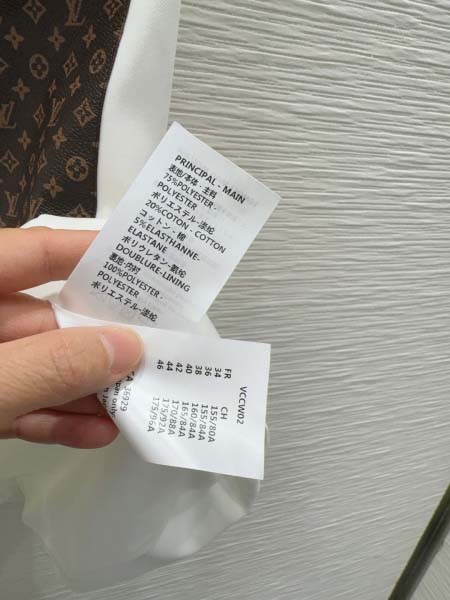 PRINCIPAL - MAIN
表地/本体 - 主料
75%POLYESTER -
POLYESTER
ポリエステル-涤纶
20%COTON - COTTON
コットン - 棉
5%ELASTHANNE-
ELASTANE
ポリウレタン-氨纶
DOUBLURE-LINING
裏地-内衬
100%POLYESTER -
POLYESTER
ポリエステル-涤纶
VCCW02
FR CH
34 155/80A
36 155/84A
38 160/84A
40 165/84A
42 170/88A
44 175/92A
46 175/96A
36929
only